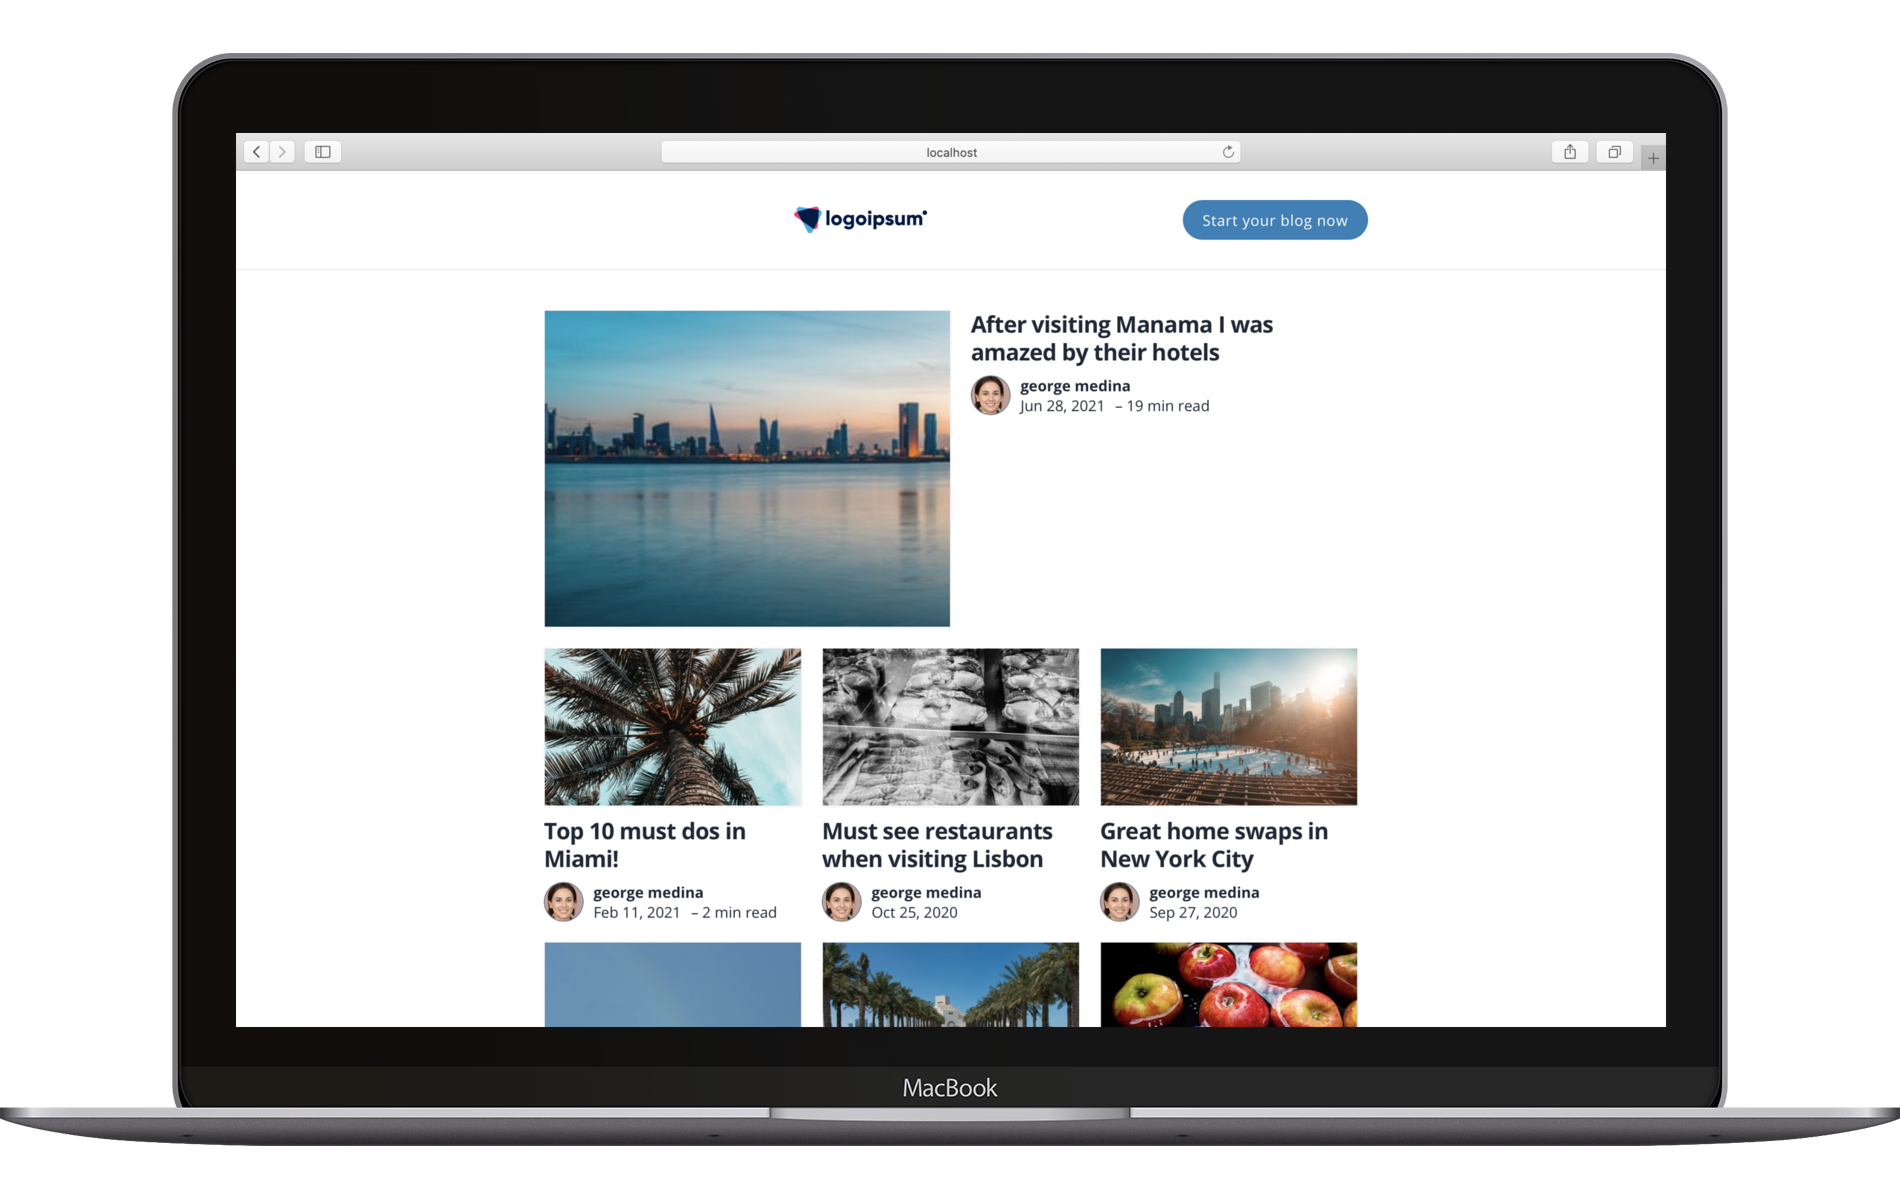 localhost
logoipsum
Start your blog now
After visiting Manama I was
amazed by their hotels
george medina
Jun 28, 2021 – 19 min read
Top 10 must dos in
Miami!
george medina
Feb 11, 2021 – 2 min read
Must see restaurants
when visiting Lisbon
george medina
Oct 25, 2020
Great home swaps in
New York City
george medina
Sep 27, 2020
MacBook